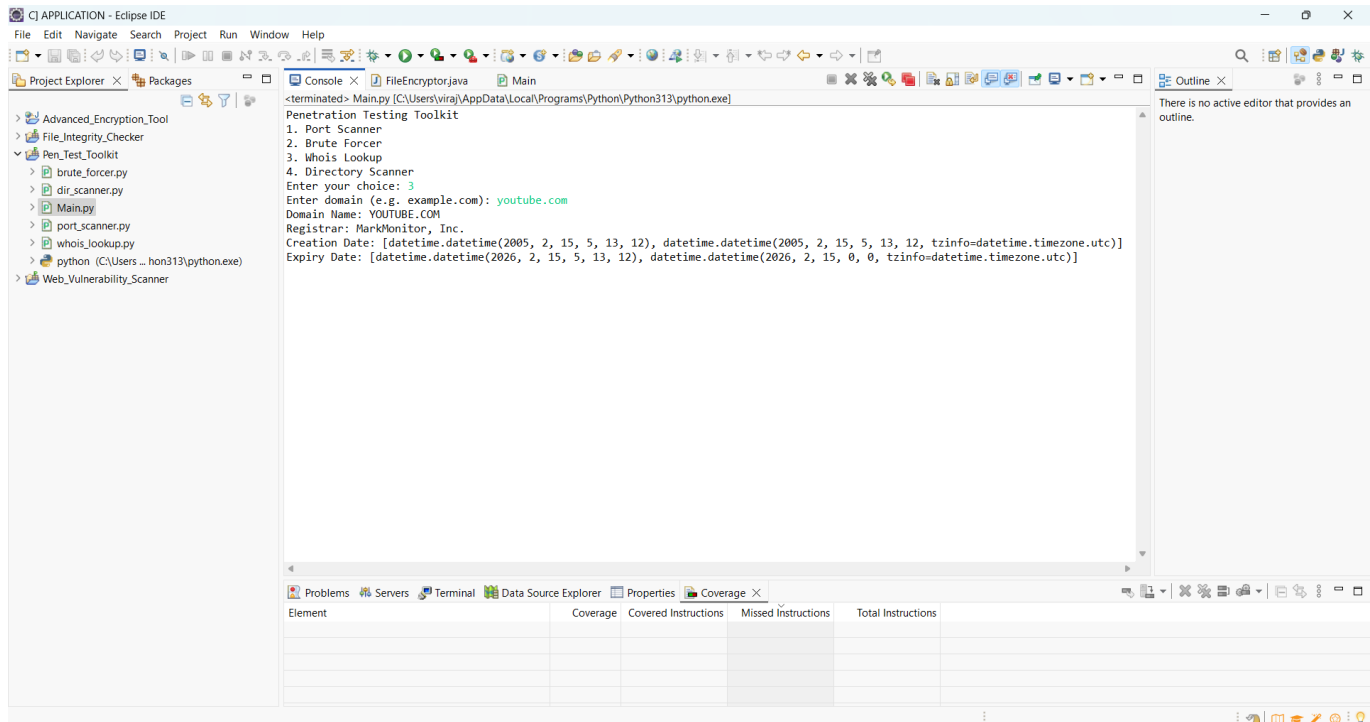 C] APPLICATION - Eclipse IDE
File Edit Navigate Search Project Run Window Help
Project Explorer Packages
Advanced_Encryption_Tool
File_Integrity_Checker
Pen_Test_Toolkit
brute_forcer.py
dir_scanner.py
Main.py
port_scanner.py
whois_lookup.py
python (C:\Users ... hon313\python.exe)
Web_Vulnerability_Scanner
Console FileEncryptor.java Main
<terminated> Main.py [C:\Users\viraj\AppData\Local\Programs\Python\Python313\python.exe]
Penetration Testing Toolkit
1. Port Scanner
2. Brute Forcer
3. Whois Lookup
4. Directory Scanner
Enter your choice: 3
Enter domain (e.g. example.com): youtube.com
Domain Name: YOUTUBE.COM
Registrar: MarkMonitor, Inc.
Creation Date: [datetime.datetime(2005, 2, 15, 5, 13, 12), datetime.datetime(2005, 2, 15, 5, 13, 12, tzinfo=datetime.timezone.utc)]
Expiry Date: [datetime.datetime(2026, 2, 15, 5, 13, 12), datetime.datetime(2026, 2, 15, 0, 0, tzinfo=datetime.timezone.utc)]
Outline
There is no active editor that provides an
outline.
Problems Servers Terminal Data Source Explorer Properties Coverage
Element Coverage Covered Instructions Missed Instructions Total Instructions